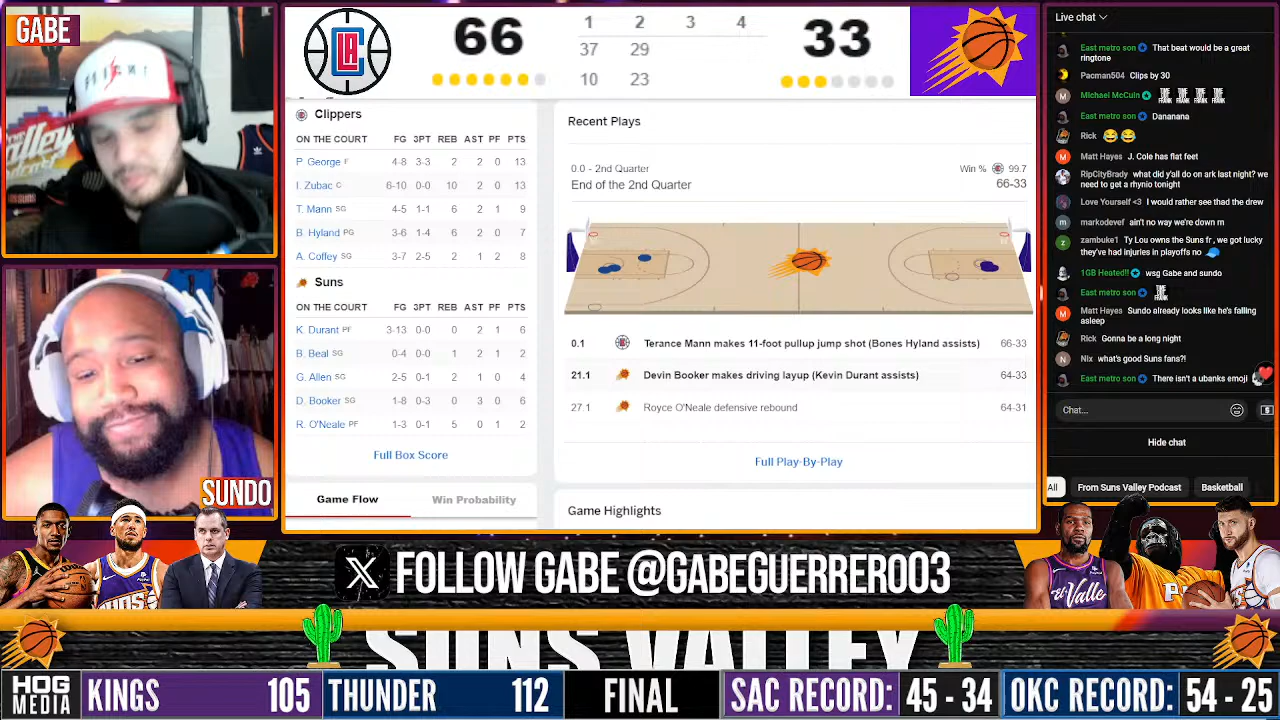 GABE
SUNDO
LA
66
1 2 3 4
37 29
10 23
33
Clippers
ON THE COURT FG 3PT REB AST PF PTS
P. George F 4-8 3-3 2 2 0 13
I. Zubac C 6-10 0-0 10 2 0 13
T. Mann SG 4-5 1-1 6 2 1 9
B. Hyland PG 3-6 1-4 6 2 0 7
A. Coffey SG 3-7 2-5 2 1 2 8
Suns
ON THE COURT FG 3PT REB AST PF PTS
K. Durant PF 3-13 0-0 0 2 1 6
B. Beal SG 0-4 0-0 1 2 1 2
G. Allen SG 2-5 0-1 2 1 0 4
D. Booker SG 1-8 0-3 0 3 0 6
R. O'Neale PF 1-3 0-1 5 0 1 2
Full Box Score
Game Flow Win Probability
Recent Plays
0.0 - 2nd Quarter Win % 99.7
End of the 2nd Quarter 66-33
0.1 Terance Mann makes 11-foot pullup jump shot (Bones Hyland assists) 66-33
21.1 Devin Booker makes driving layup (Kevin Durant assists) 64-33
27.1 Royce O'Neale defensive rebound 64-31
Full Play-By-Play
Game Highlights
Live chat
East metro son That beat would be a great
ringtone
Pacman504 Clips by 30
Michael McCuin
East metro son Dananana
Rick
Matt Hayes J. Cole has flat feet
RipCityBrady what did y'all do on ark last night? we
need to get a rhynio tonight
Love Yourself <3 I would rather see thad the drew
markodevef ain't no way we're down m
zambuke1 Ty Lou owns the Suns fr , we got lucky
they've had injuries in playoffs no
1GB Heated!! wsg Gabe and sundo
East metro son
Matt Hayes Sundo already looks like he's falling
asleep
Rick Gonna be a long night
Nix what's good Suns fans?!
East metro son There isn't a ubanks emoji
Chat...
Hide chat
All From Suns Valley Podcast Basketball
X FOLLOW GABE @GABEGUERRERO03
SUNS VALLEY
HOG
MEDIA
KINGS 105 THUNDER 112 FINAL SAC RECORD: 45 - 34 OKC RECORD: 54 - 25